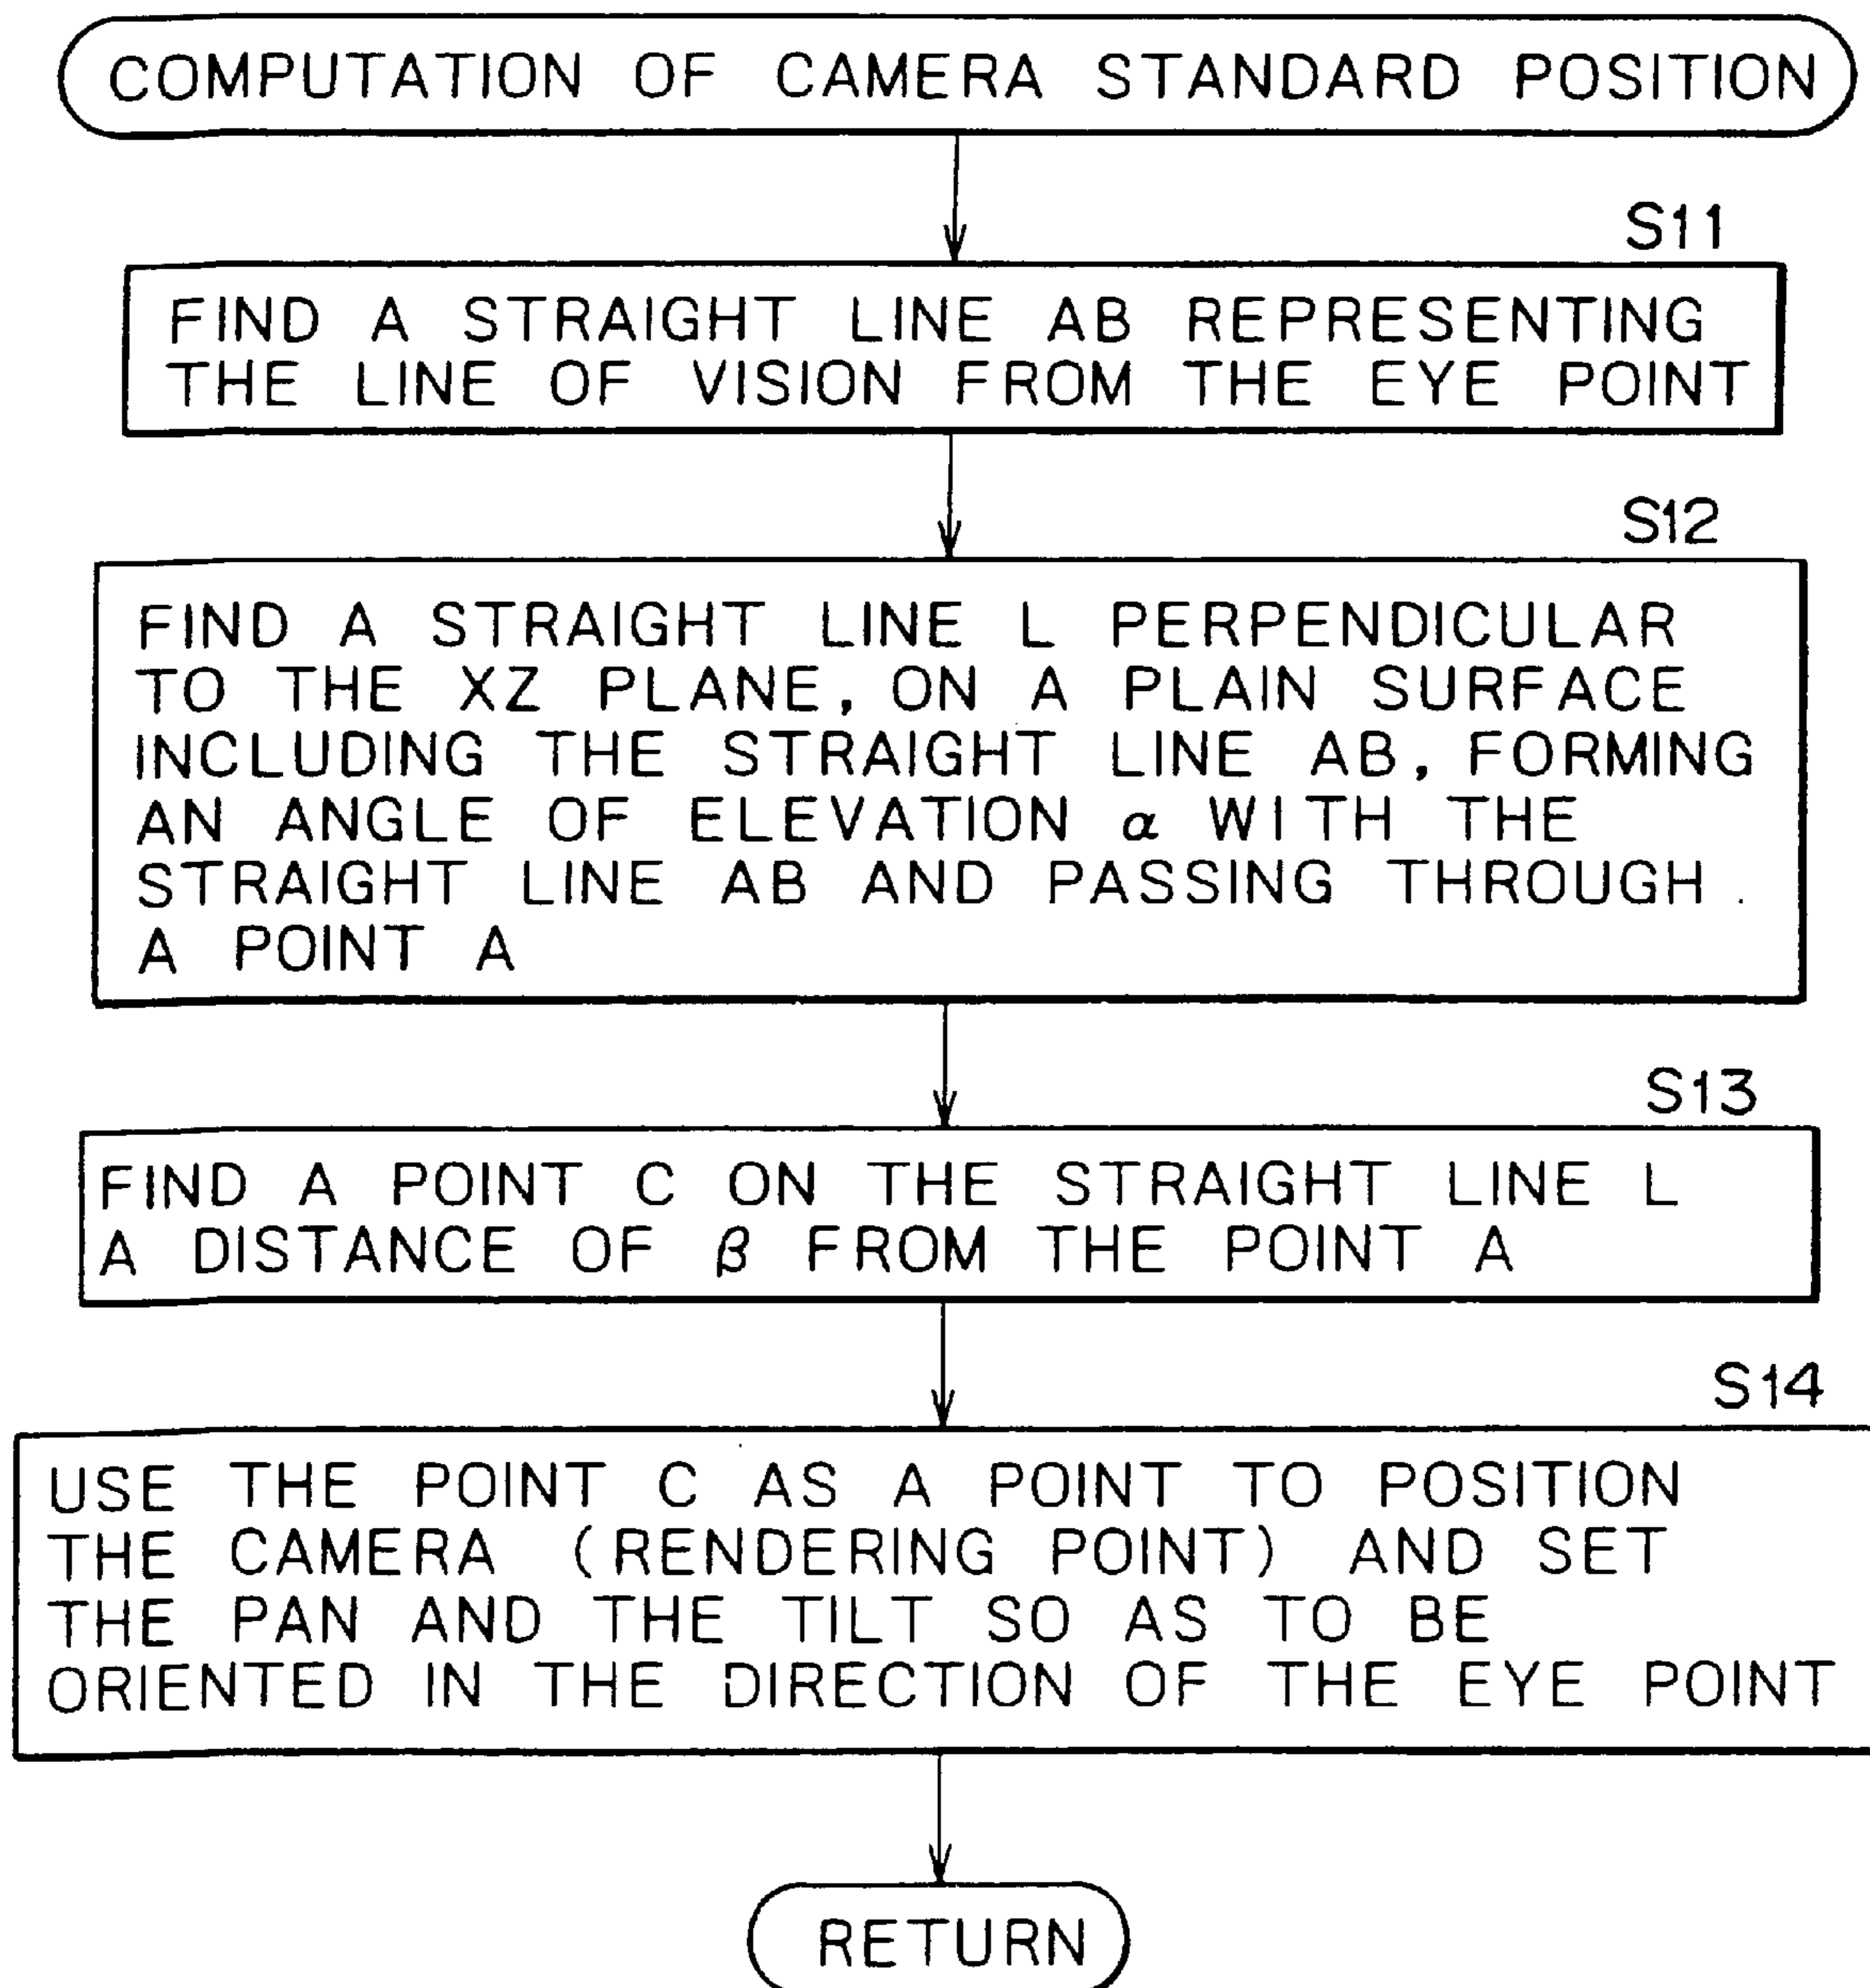 COMPUTATION OF CAMERA STANDARD POSITION
S11
FIND A STRAIGHT LINE AB REPRESENTING
THE LINE OF VISION FROM THE EYE POINT
S12
FIND A STRAIGHT LINE L PERPENDICULAR
TO THE XZ PLANE, ON A PLAIN SURFACE
INCLUDING THE STRAIGHT LINE AB, FORMING
AN ANGLE OF ELEVATION α WITH THE
STRAIGHT LINE AB AND PASSING THROUGH
A POINT A
S13
FIND A POINT C ON THE STRAIGHT LINE L
A DISTANCE OF β FROM THE POINT A
S14
USE THE POINT C AS A POINT TO POSITION
THE CAMERA (RENDERING POINT) AND SET
THE PAN AND THE TILT SO AS TO BE
ORIENTED IN THE DIRECTION OF THE EYE POINT
RETURN